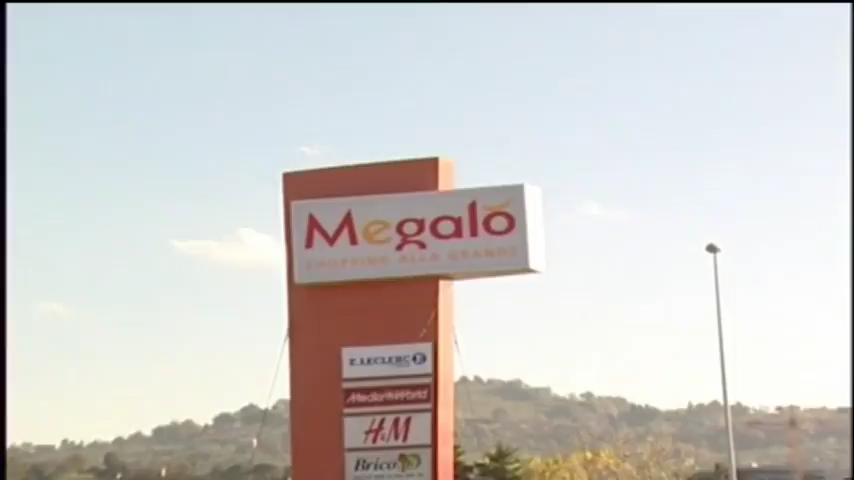 Megalò
SHOPPING ALLA GRANDE
E.LECLERC
MediaWorld
H&M
Brico